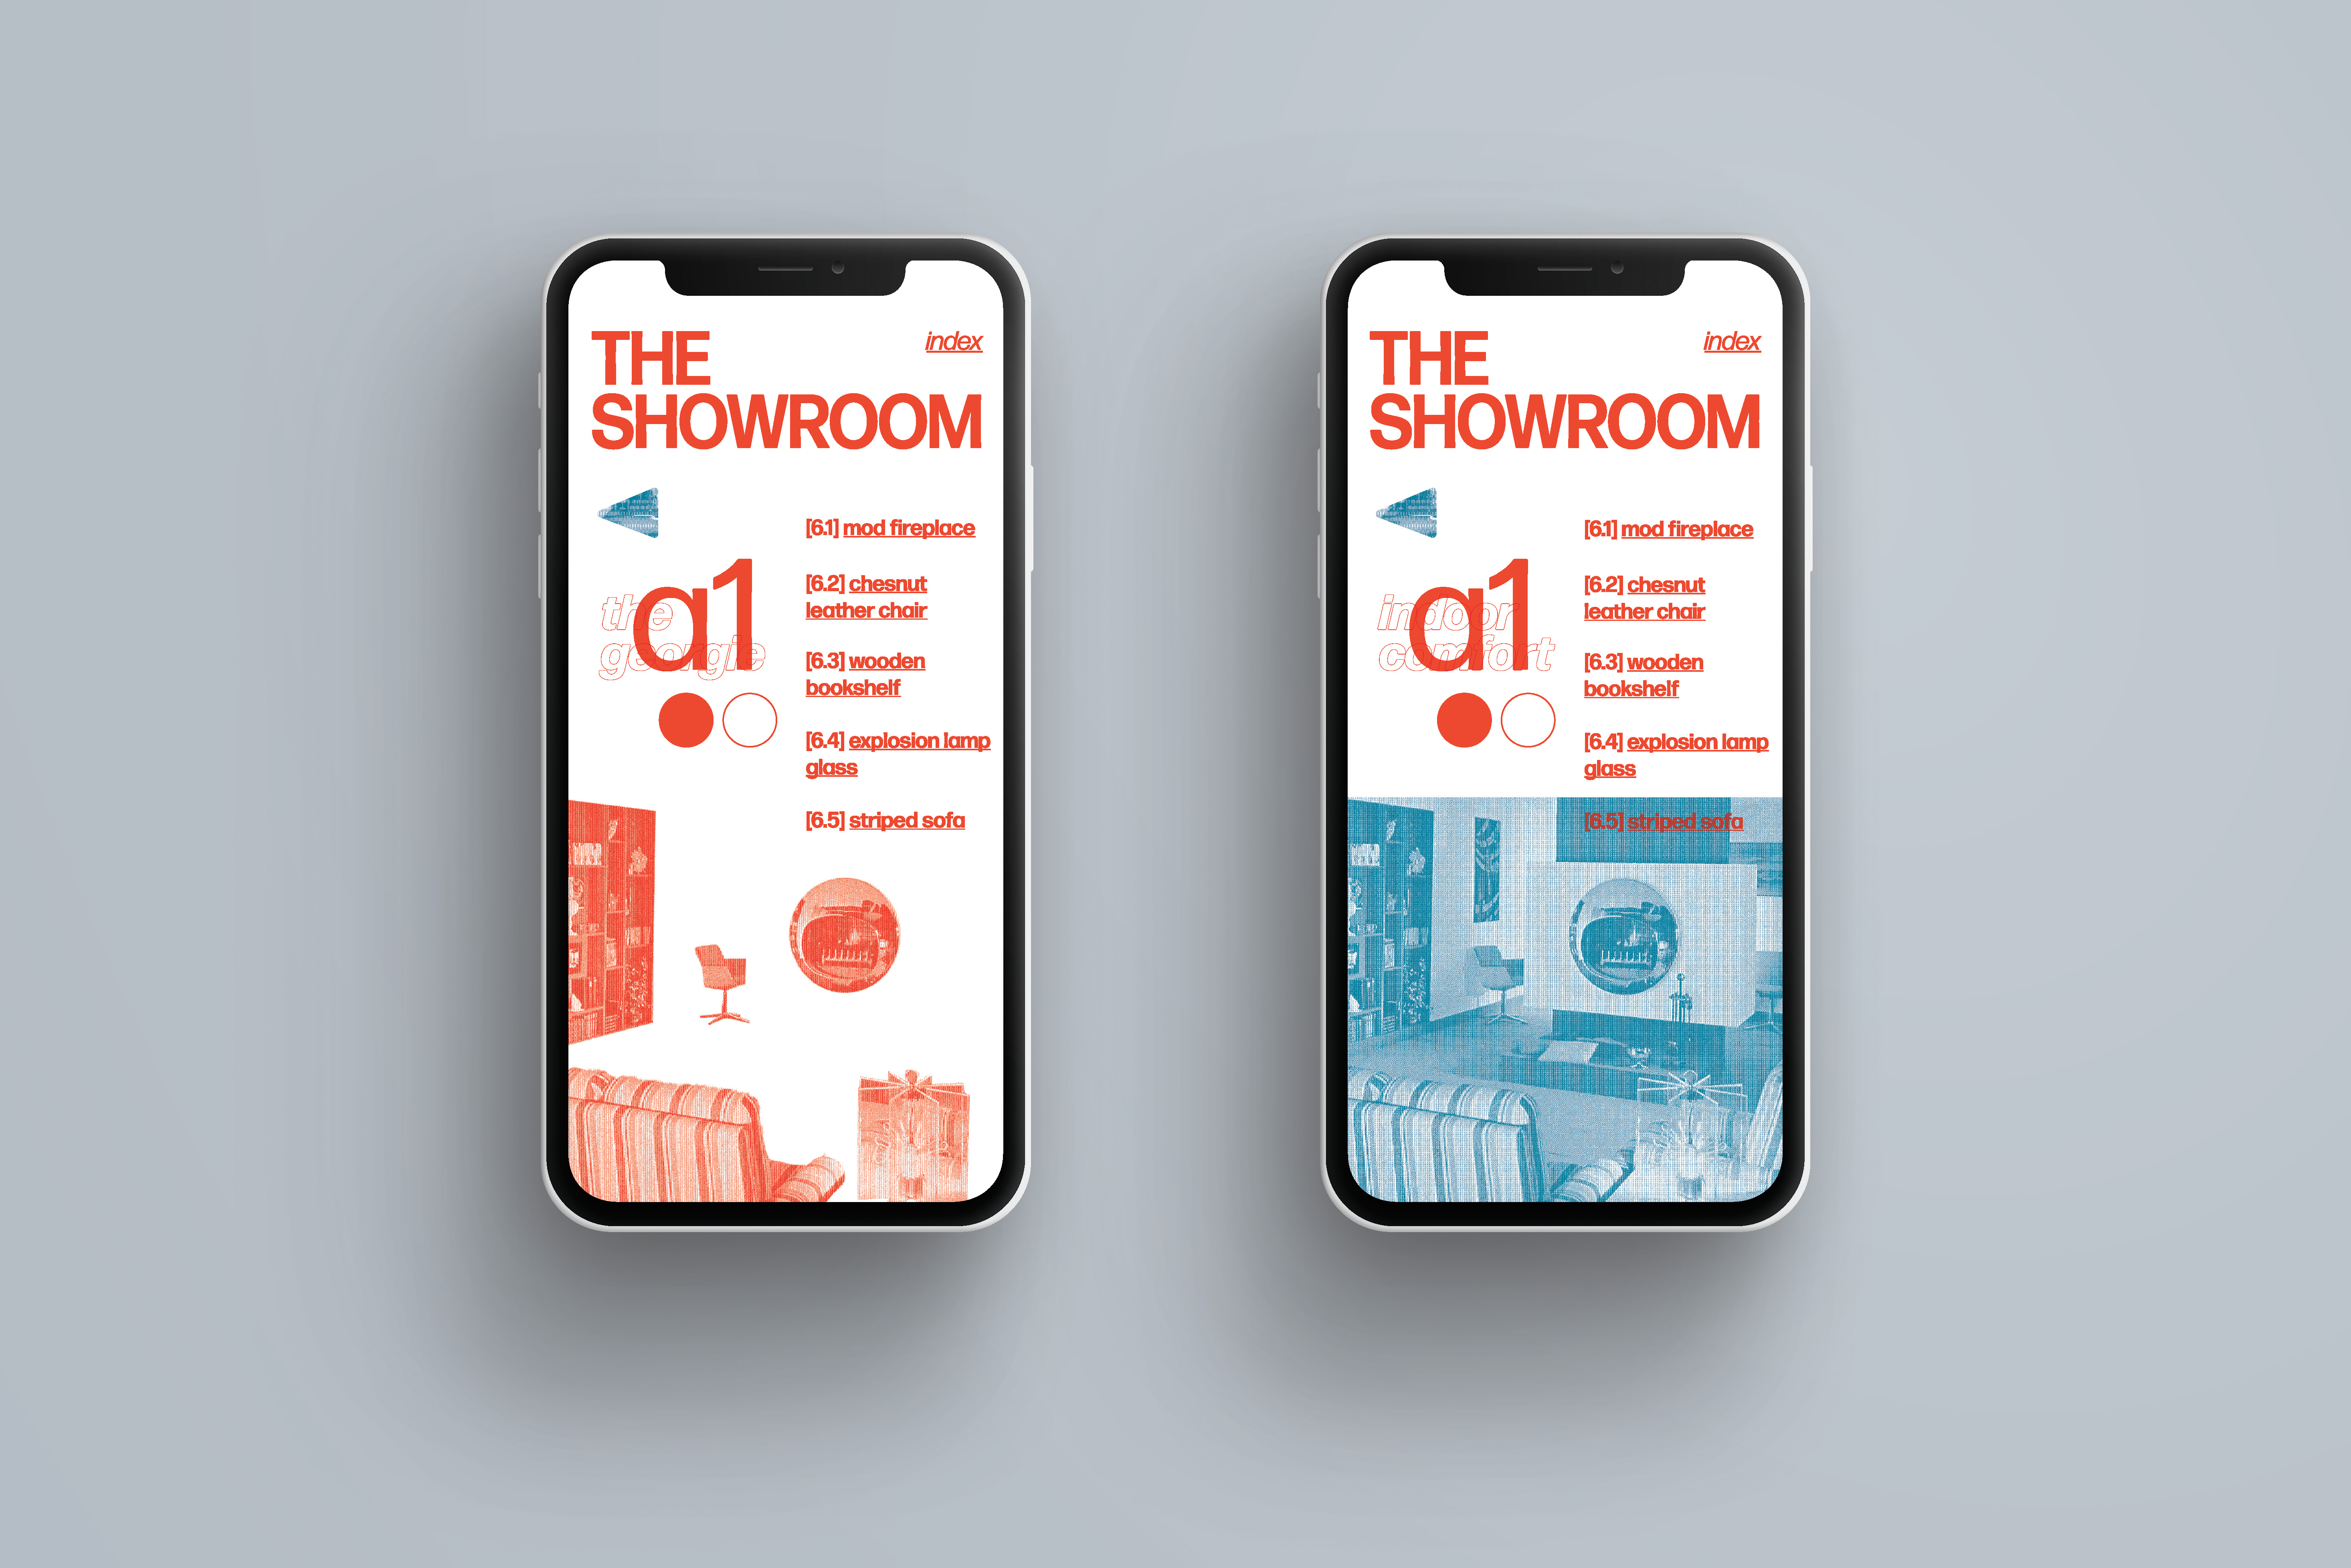 THE
SHOWROOM
index
a1
the
georgie
[6.1] mod fireplace
[6.2] chesnut
leather chair
[6.3] wooden
bookshelf
[6.4] explosion lamp
glass
[6.5] striped sofa
THE
SHOWROOM
index
a1
indoor
comfort
[6.1] mod fireplace
[6.2] chesnut
leather chair
[6.3] wooden
bookshelf
[6.4] explosion lamp
glass
[6.5] striped sofa